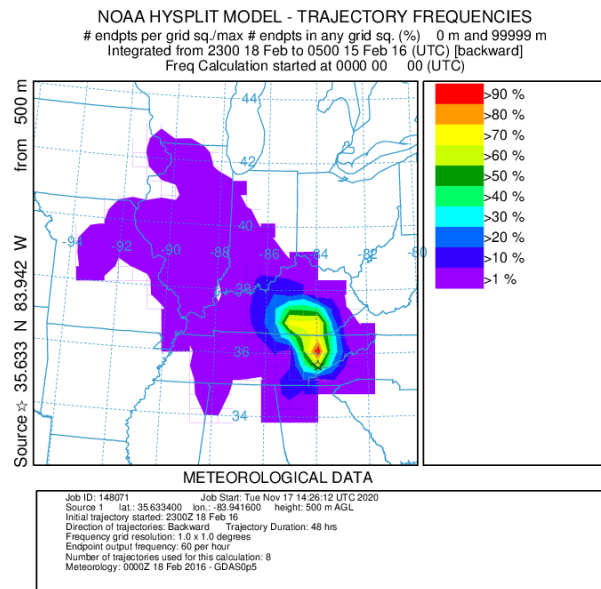 NOAA HYSPLIT MODEL - TRAJECTORY FREQUENCIES
# endpts per grid sq./max # endpts in any grid sq. (%) 0 m and 99999 m
Integrated from 2300 18 Feb to 0500 15 Feb 16 (UTC) [backward]
Freq Calculation started at 0000 00 00 (UTC)
Source ☆ 35.633 N 83.942 W from 500 m
44
42
40
-94
-92
-90
-88
-86
-84
-82
-80
38
36
34
>90 %
>80 %
>70 %
>60 %
>50 %
>40 %
>30 %
>20 %
>10 %
>1 %
METEOROLOGICAL DATA
Job ID: 148071 Job Start: Tue Nov 17 14:26:12 UTC 2020
Source 1 lat.: 35.633400 lon.: -83.941600 height: 500 m AGL
Initial trajectory started: 2300Z 18 Feb 16
Direction of trajectories: Backward Trajectory Duration: 48 hrs
Frequency grid resolution: 1.0 x 1.0 degrees
Endpoint output frequency: 60 per hour
Number of trajectories used for this calculation: 8
Meteorology: 0000Z 18 Feb 2016 - GDAS0p5